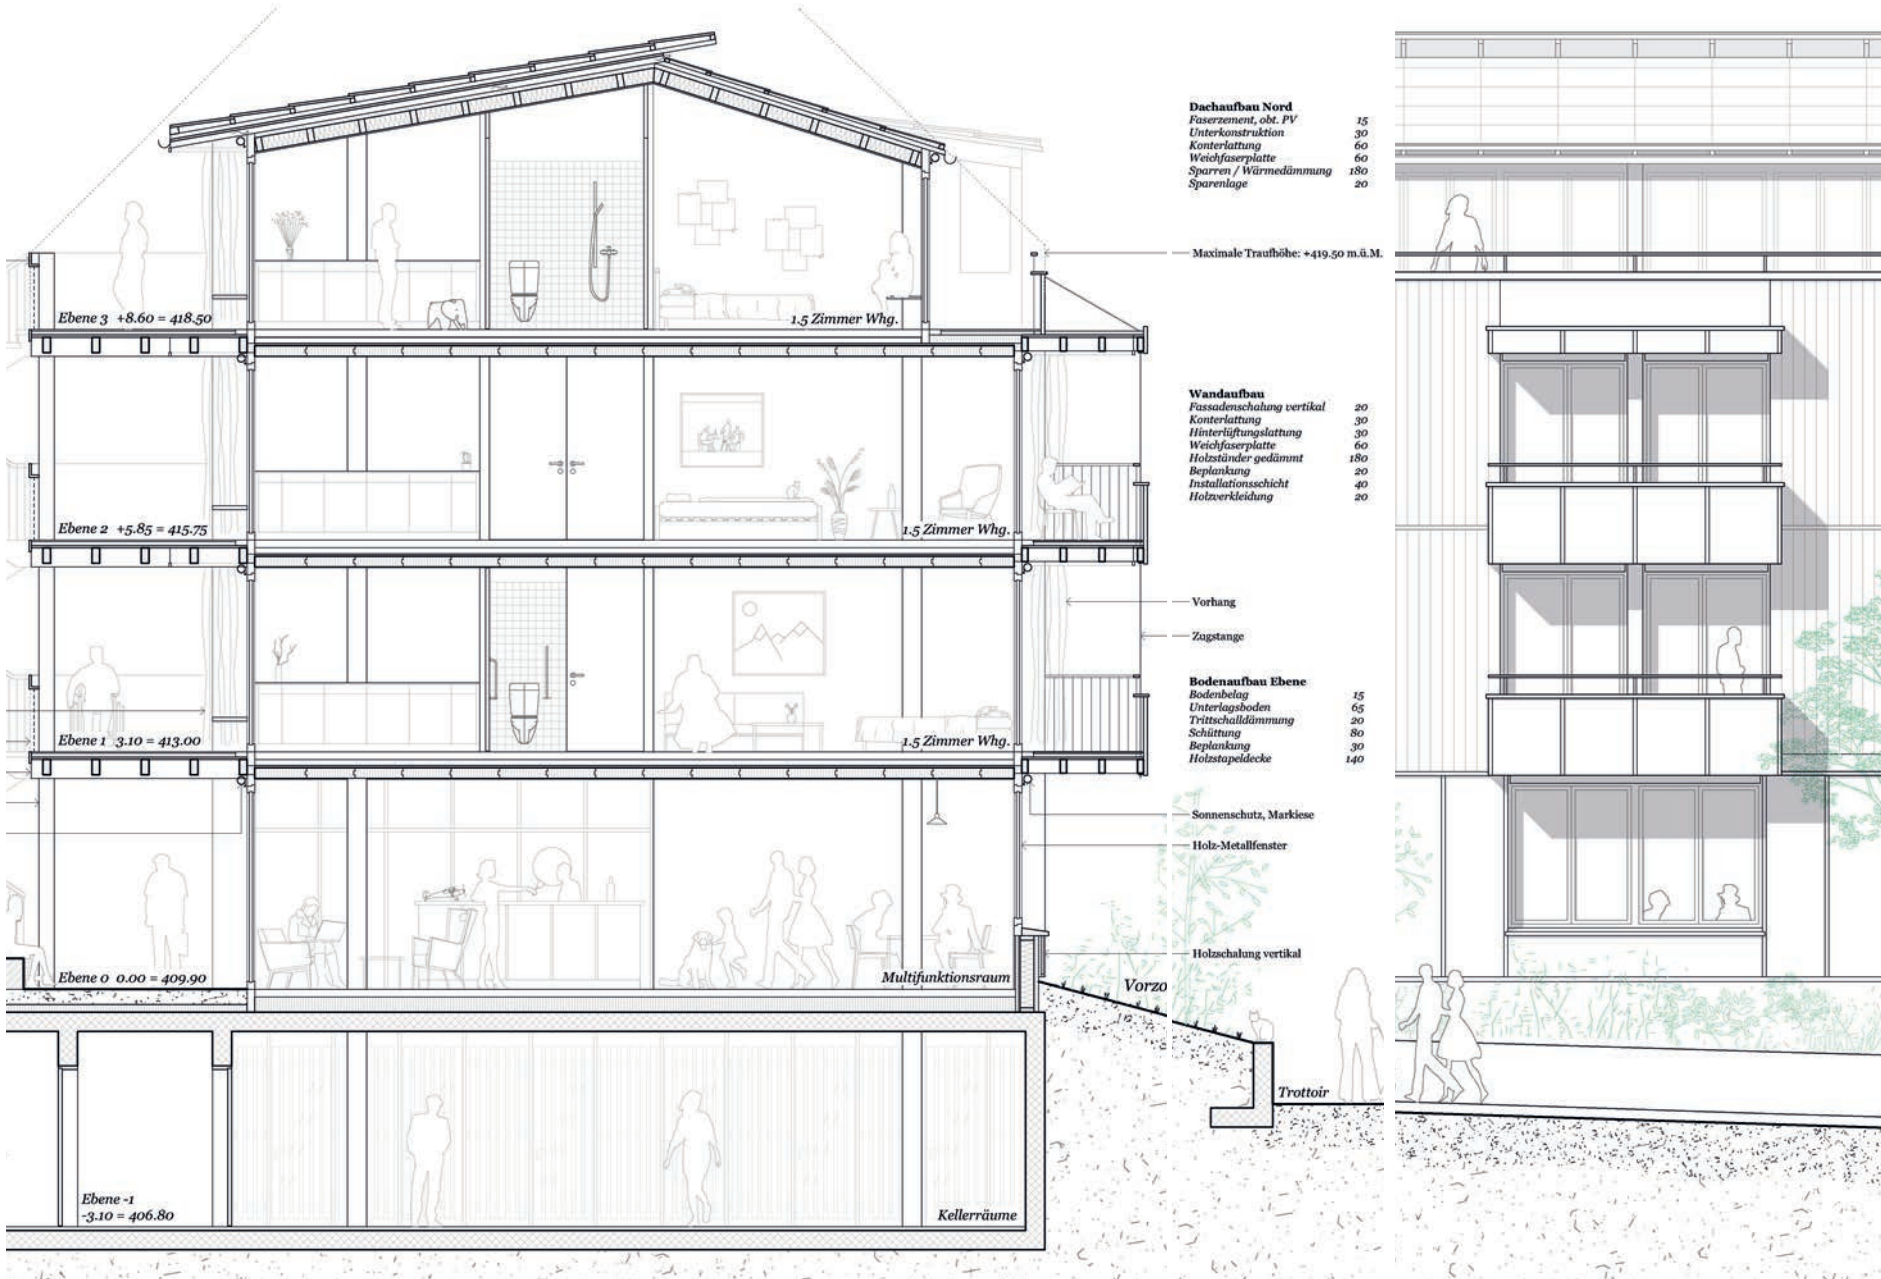 Ebene 3 +8.60 = 418.50
1.5 Zimmer Whg.
Ebene 2 +5.85 = 415.75
1.5 Zimmer Whg.
Ebene 1 3.10 = 413.00
1.5 Zimmer Whg.
Ebene 0 0.00 = 409.90
Multifunktionsraum
Vorzo
Trottoir
Ebene -1
-3.10 = 406.80
Kellerräume
Dachaufbau Nord
Faserzement, obt. PV 15
Unterkonstruktion 30
Konterlattung 60
Weichfaserplatte 60
Sparren / Wärmedämmung 180
Sparenlage 20
Maximale Traufhöhe: +419.50 m.ü.M.
Wandaufbau
Fassadenschalung vertikal 20
Konterlattung 30
Hinterlüftungslattung 30
Weichfaserplatte 60
Holzständer gedämmt 180
Beplankung 20
Installationsschicht 40
Holzverkleidung 20
Vorhang
Zugstange
Bodenaufbau Ebene
Bodenbelag 15
Unterlagsboden 65
Trittschalldämmung 20
Schüttung 80
Beplankung 30
Holzstapeldecke 140
Sonnenschutz, Markiese
Holz-Metallfenster
Holzschalung vertikal